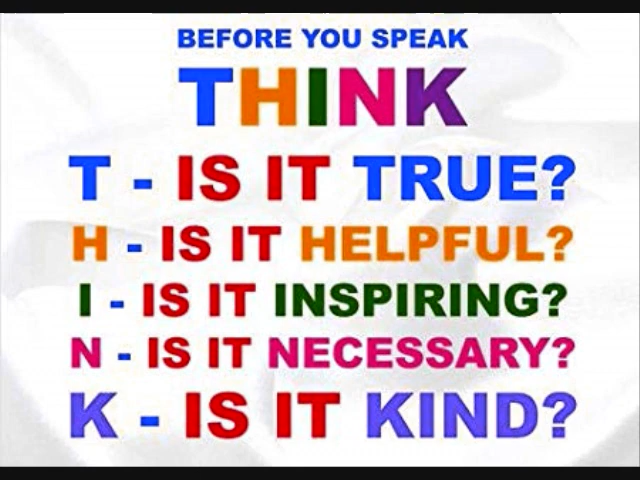 BEFORE YOU SPEAK
THINK
T - IS IT TRUE?
H - IS IT HELPFUL?
I - IS IT INSPIRING?
N - IS IT NECESSARY?
K - IS IT KIND?